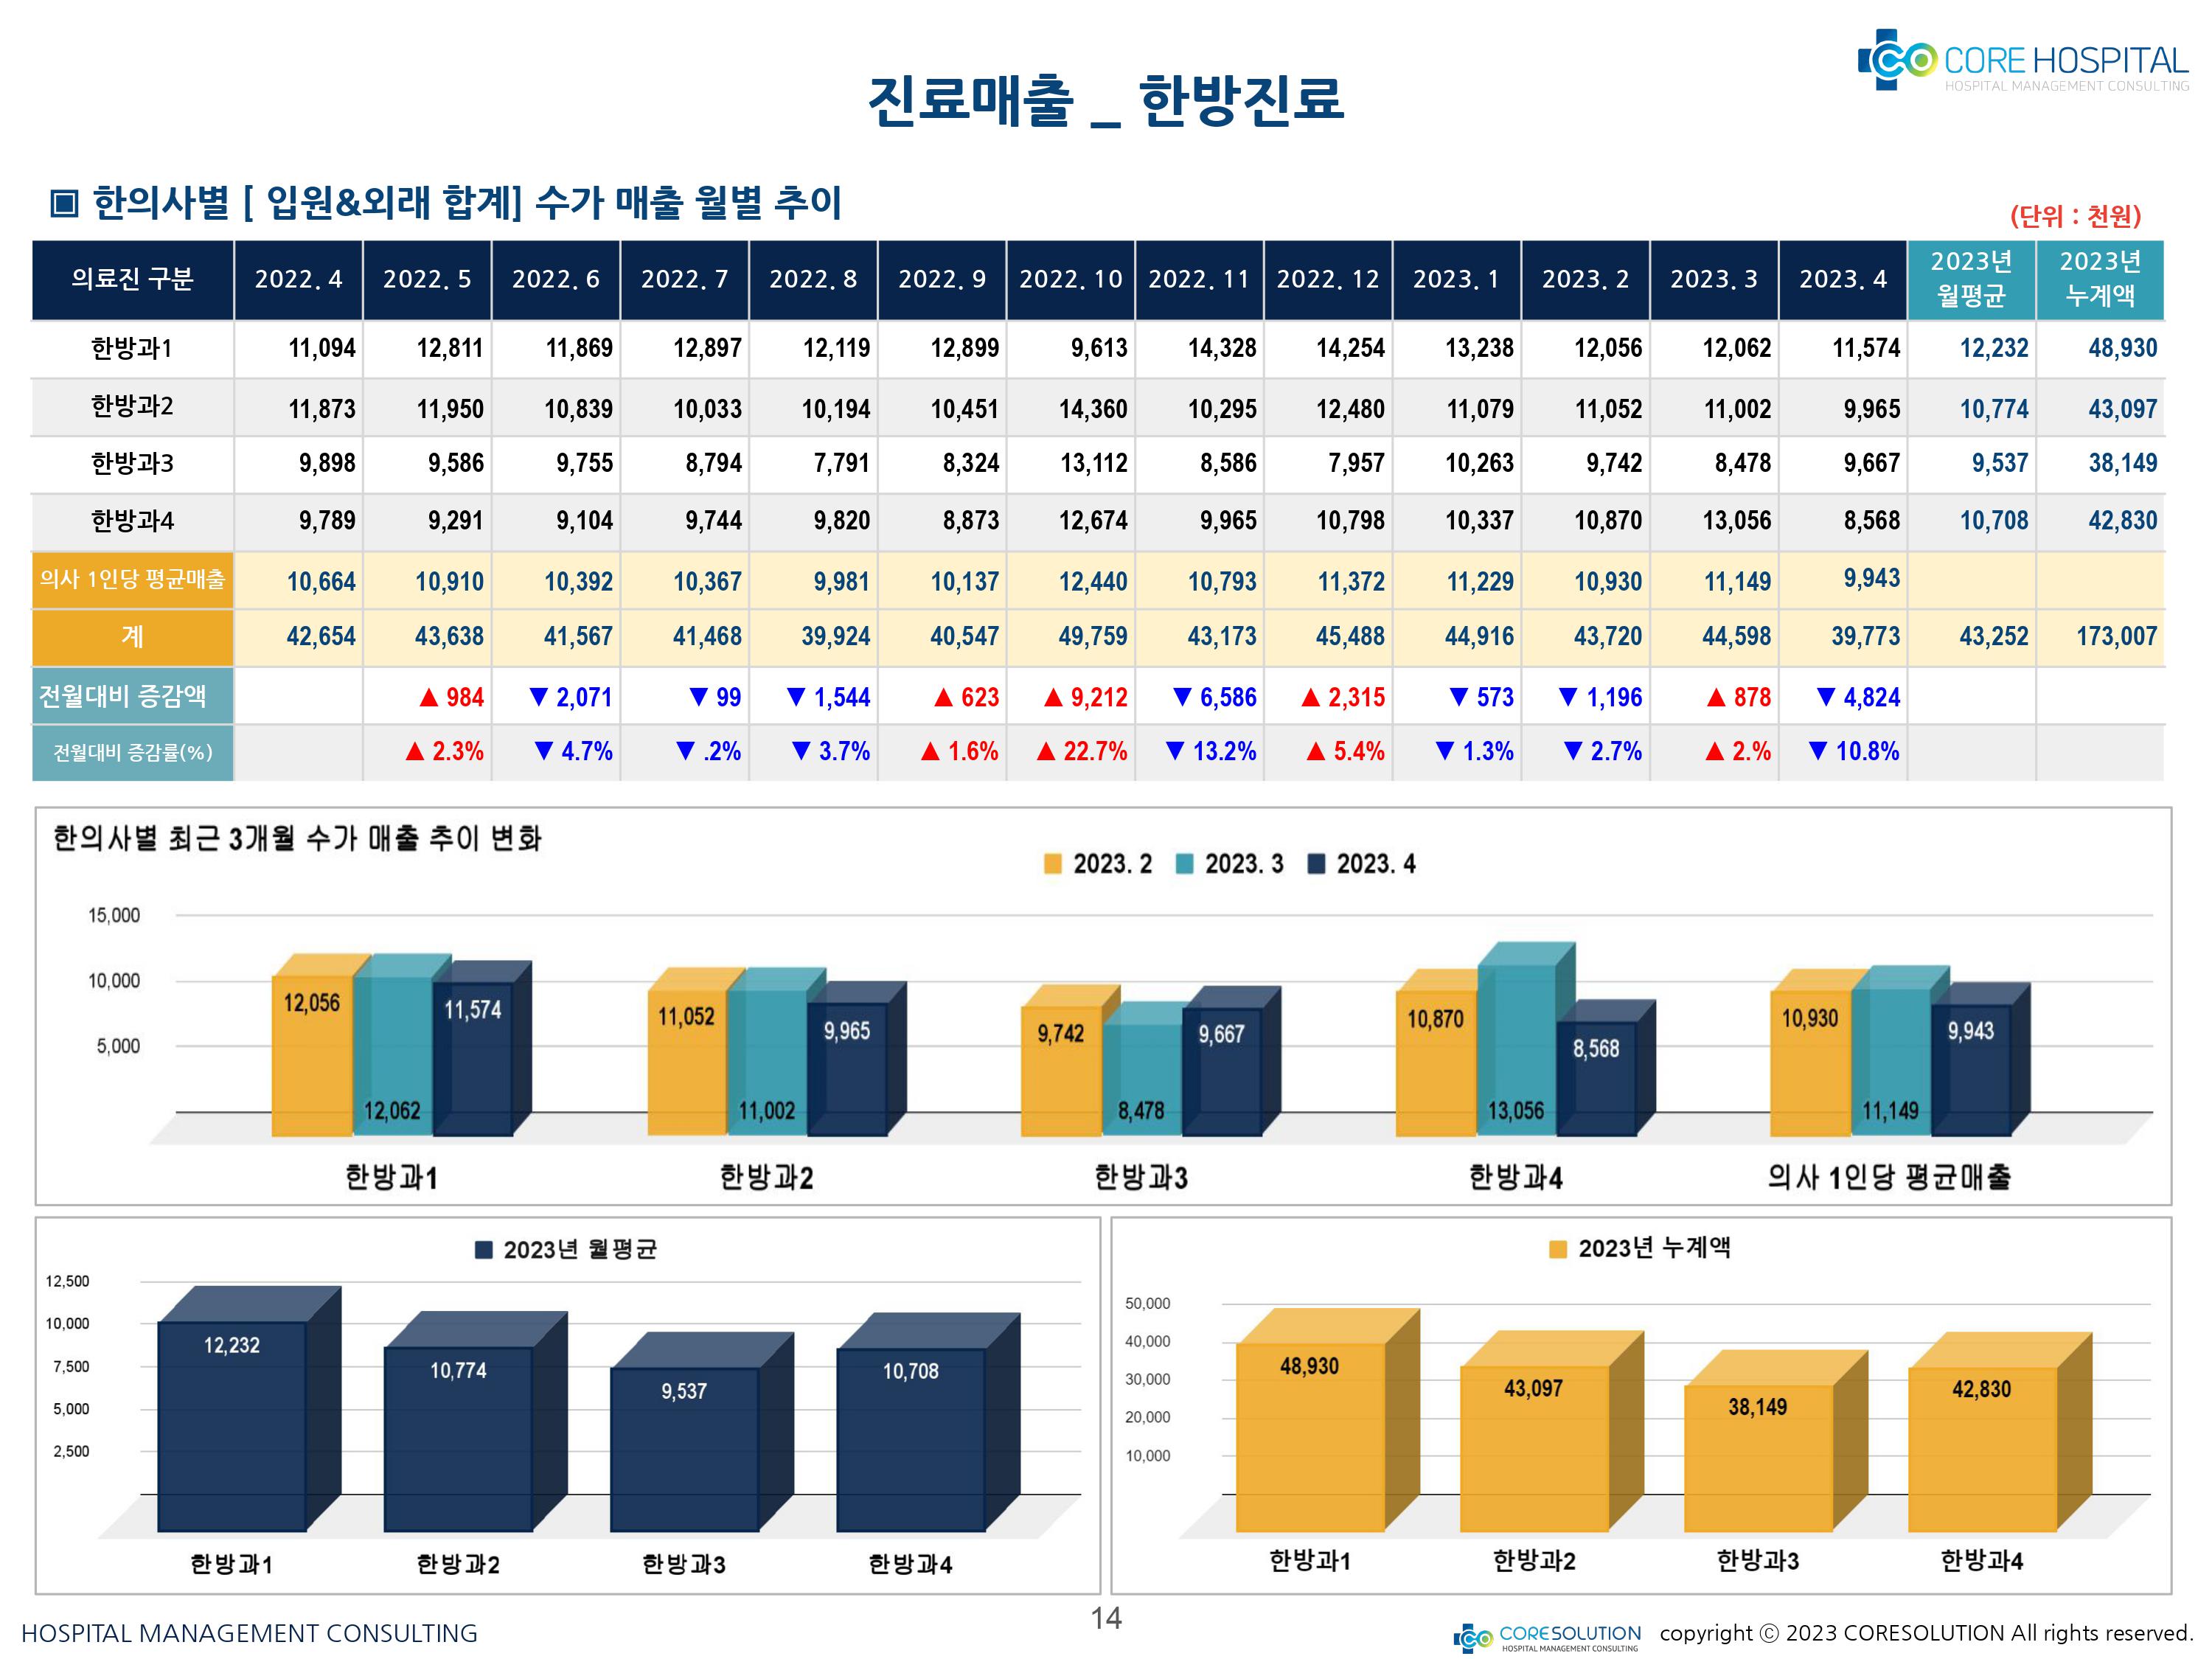 CORE HOSPITAL
HOSPITAL MANAGEMENT CONSULTING
진료매출 _ 한방진료
▣ 한의사별 [ 입원&외래 합계] 수가 매출 월별 추이
(단위 : 천원)
의료진 구분 2022. 4 2022. 5 2022. 6 2022. 7 2022. 8 2022. 9 2022. 10 2022. 11 2022. 12 2023. 1 2023. 2 2023. 3 2023. 4 2023년 월평균 2023년 누계액
한방과1 11,094 12,811 11,869 12,897 12,119 12,899 9,613 14,328 14,254 13,238 12,056 12,062 11,574 12,232 48,930
한방과2 11,873 11,950 10,839 10,033 10,194 10,451 14,360 10,295 12,480 11,079 11,052 11,002 9,965 10,774 43,097
한방과3 9,898 9,586 9,755 8,794 7,791 8,324 13,112 8,586 7,957 10,263 9,742 8,478 9,667 9,537 38,149
한방과4 9,789 9,291 9,104 9,744 9,820 8,873 12,674 9,965 10,798 10,337 10,870 13,056 8,568 10,708 42,830
의사 1인당 평균매출 10,664 10,910 10,392 10,367 9,981 10,137 12,440 10,793 11,372 11,229 10,930 11,149 9,943
계 42,654 43,638 41,567 41,468 39,924 40,547 49,759 43,173 45,488 44,916 43,720 44,598 39,773 43,252 173,007
전월대비 증감액 ▲ 984 ▼ 2,071 ▼ 99 ▼ 1,544 ▲ 623 ▲ 9,212 ▼ 6,586 ▲ 2,315 ▼ 573 ▼ 1,196 ▲ 878 ▼ 4,824
전월대비 증감률(%) ▲ 2.3% ▼ 4.7% ▼ .2% ▼ 3.7% ▲ 1.6% ▲ 22.7% ▼ 13.2% ▲ 5.4% ▼ 1.3% ▼ 2.7% ▲ 2.% ▼ 10.8%
한의사별 최근 3개월 수가 매출 추이 변화
2023. 2 2023. 3 2023. 4
15,000
10,000
5,000
12,056 12,062 11,574
11,052 11,002 9,965
9,742 8,478 9,667
10,870 13,056 8,568
10,930 11,149 9,943
한방과1 한방과2 한방과3 한방과4 의사 1인당 평균매출
2023년 월평균
12,500
10,000
7,500
5,000
2,500
12,232 10,774 9,537 10,708
한방과1 한방과2 한방과3 한방과4
2023년 누계액
50,000
40,000
30,000
20,000
10,000
48,930 43,097 38,149 42,830
한방과1 한방과2 한방과3 한방과4
HOSPITAL MANAGEMENT CONSULTING
14
CORESOLUTION
HOSPITAL MANAGEMENT CONSULTING
copyright ⓒ 2023 CORESOLUTION All rights reserved.